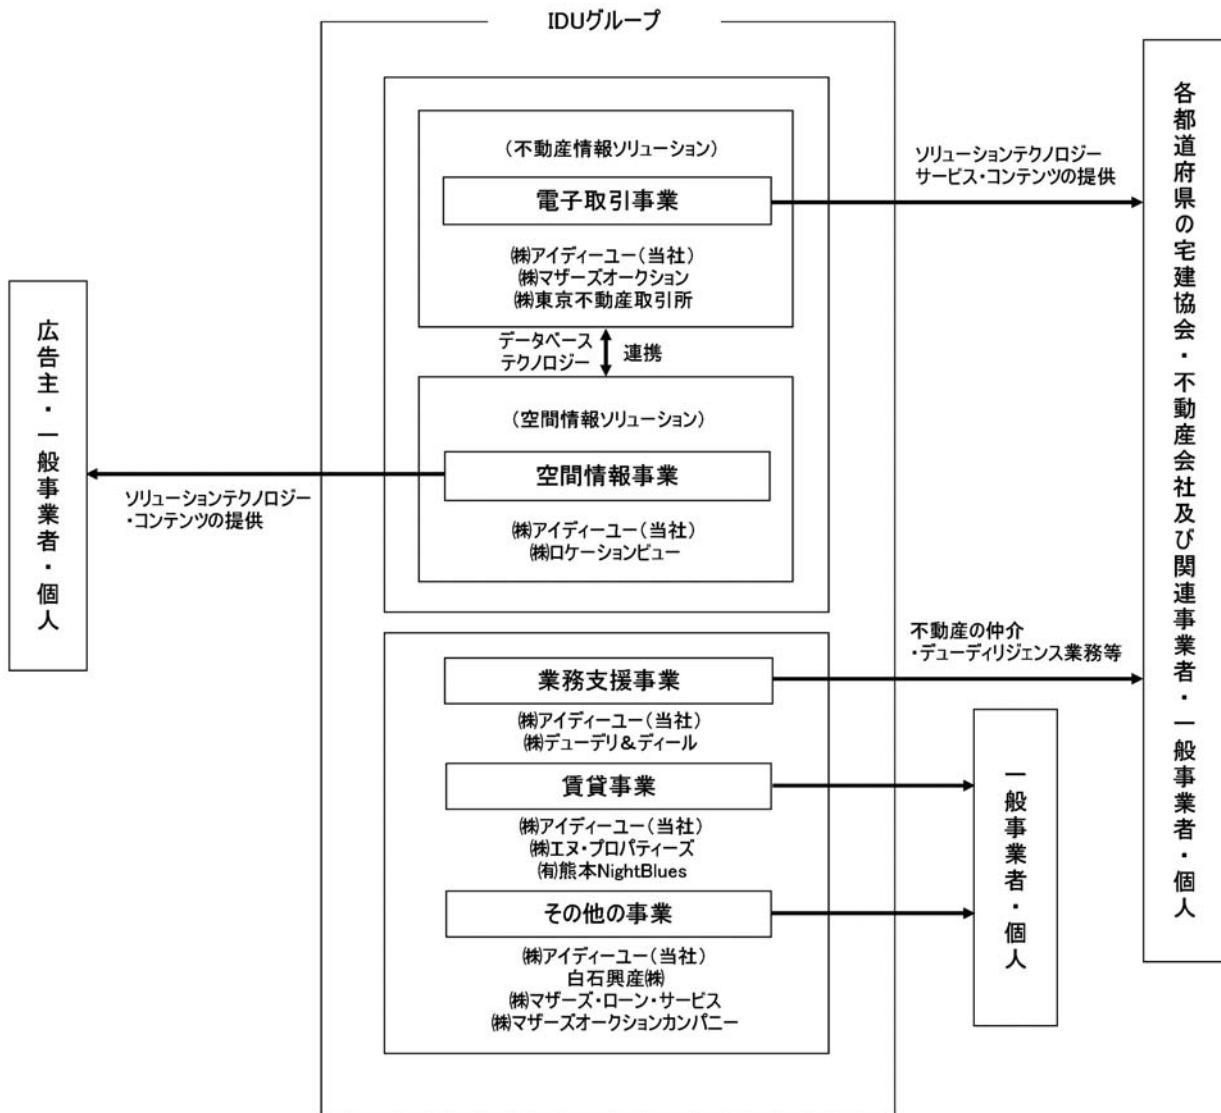 IDUグループ
(不動産情報ソリューション)
電子取引事業
㈱アイディーユー(当社)
㈱マザーズオークション
㈱東京不動産取引所
ソリューションテクノロジー
サービス・コンテンツの提供
データベース
テクノロジー
連携
(空間情報ソリューション)
空間情報事業
㈱アイディーユー(当社)
㈱ロケーションビュー
ソリューションテクノロジー
・コンテンツの提供
広告主・一般事業者・個人
業務支援事業
㈱アイディーユー(当社)
㈱デューデリ&ディール
不動産の仲介
・デューディリジェンス業務等
賃貸事業
㈱アイディーユー(当社)
㈱エヌ・プロパティーズ
㈲熊本NightBlues
その他の事業
㈱アイディーユー(当社)
白石興産㈱
㈱マザーズ・ローン・サービス
㈱マザーズオークションカンパニー
一般事業者・個人
各都道府県の宅建協会・不動産会社及び関連事業者・一般事業者・個人